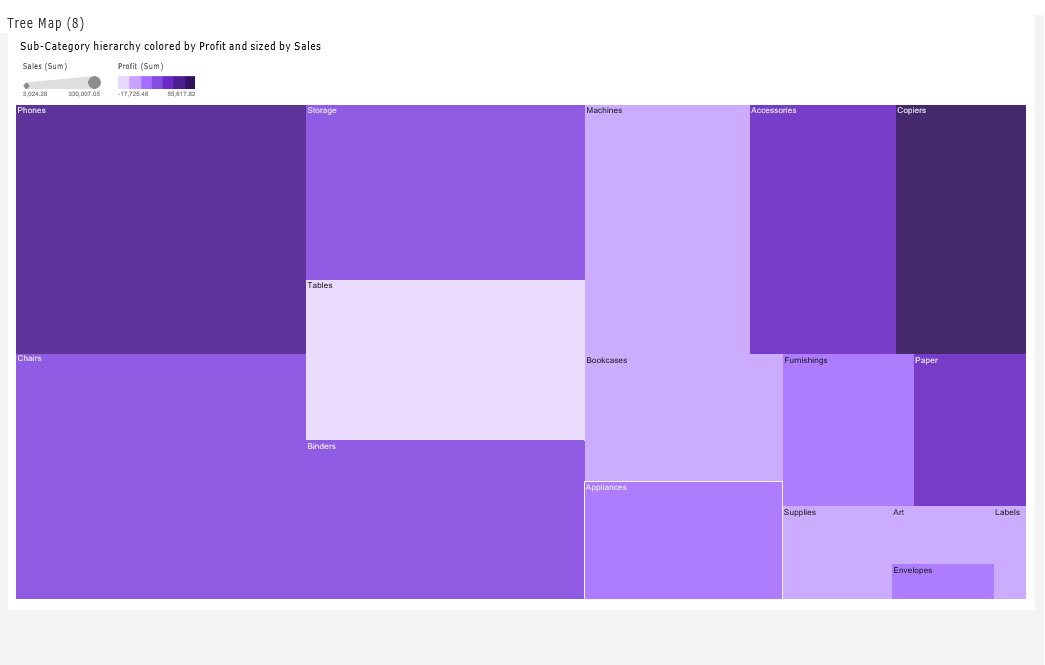 Tree Map (8)
Sub-Category hierarchy colored by Profit and sized by Sales
Sales (Sum) Profit (Sum)
3,024.28 330,007.05 -17,725.48 55,617.82
Phones Storage Machines Accessories Copiers
Tables
Chairs Bookcases Furnishings Paper
Binders
Appliances
Supplies Art Labels
Envelopes